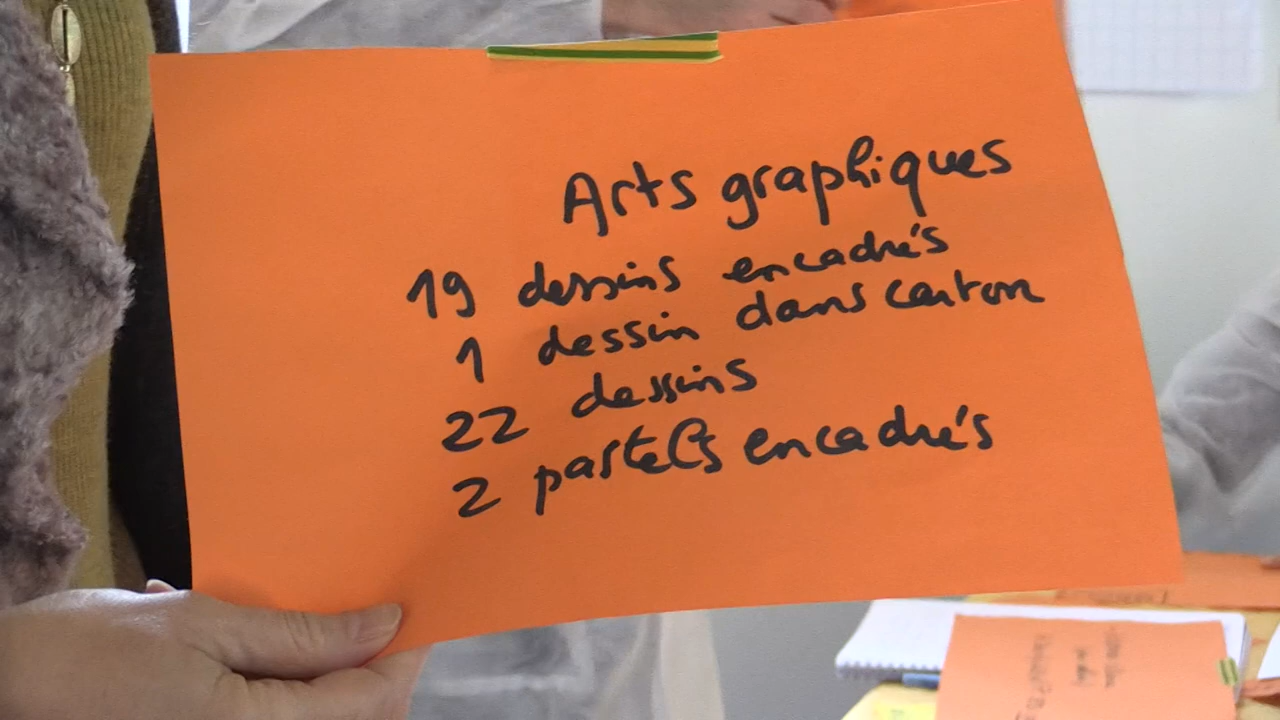 Arts graphiques
19 dessins encadrés
1 dessin dans carton
22 dessins
2 pastels encadrés